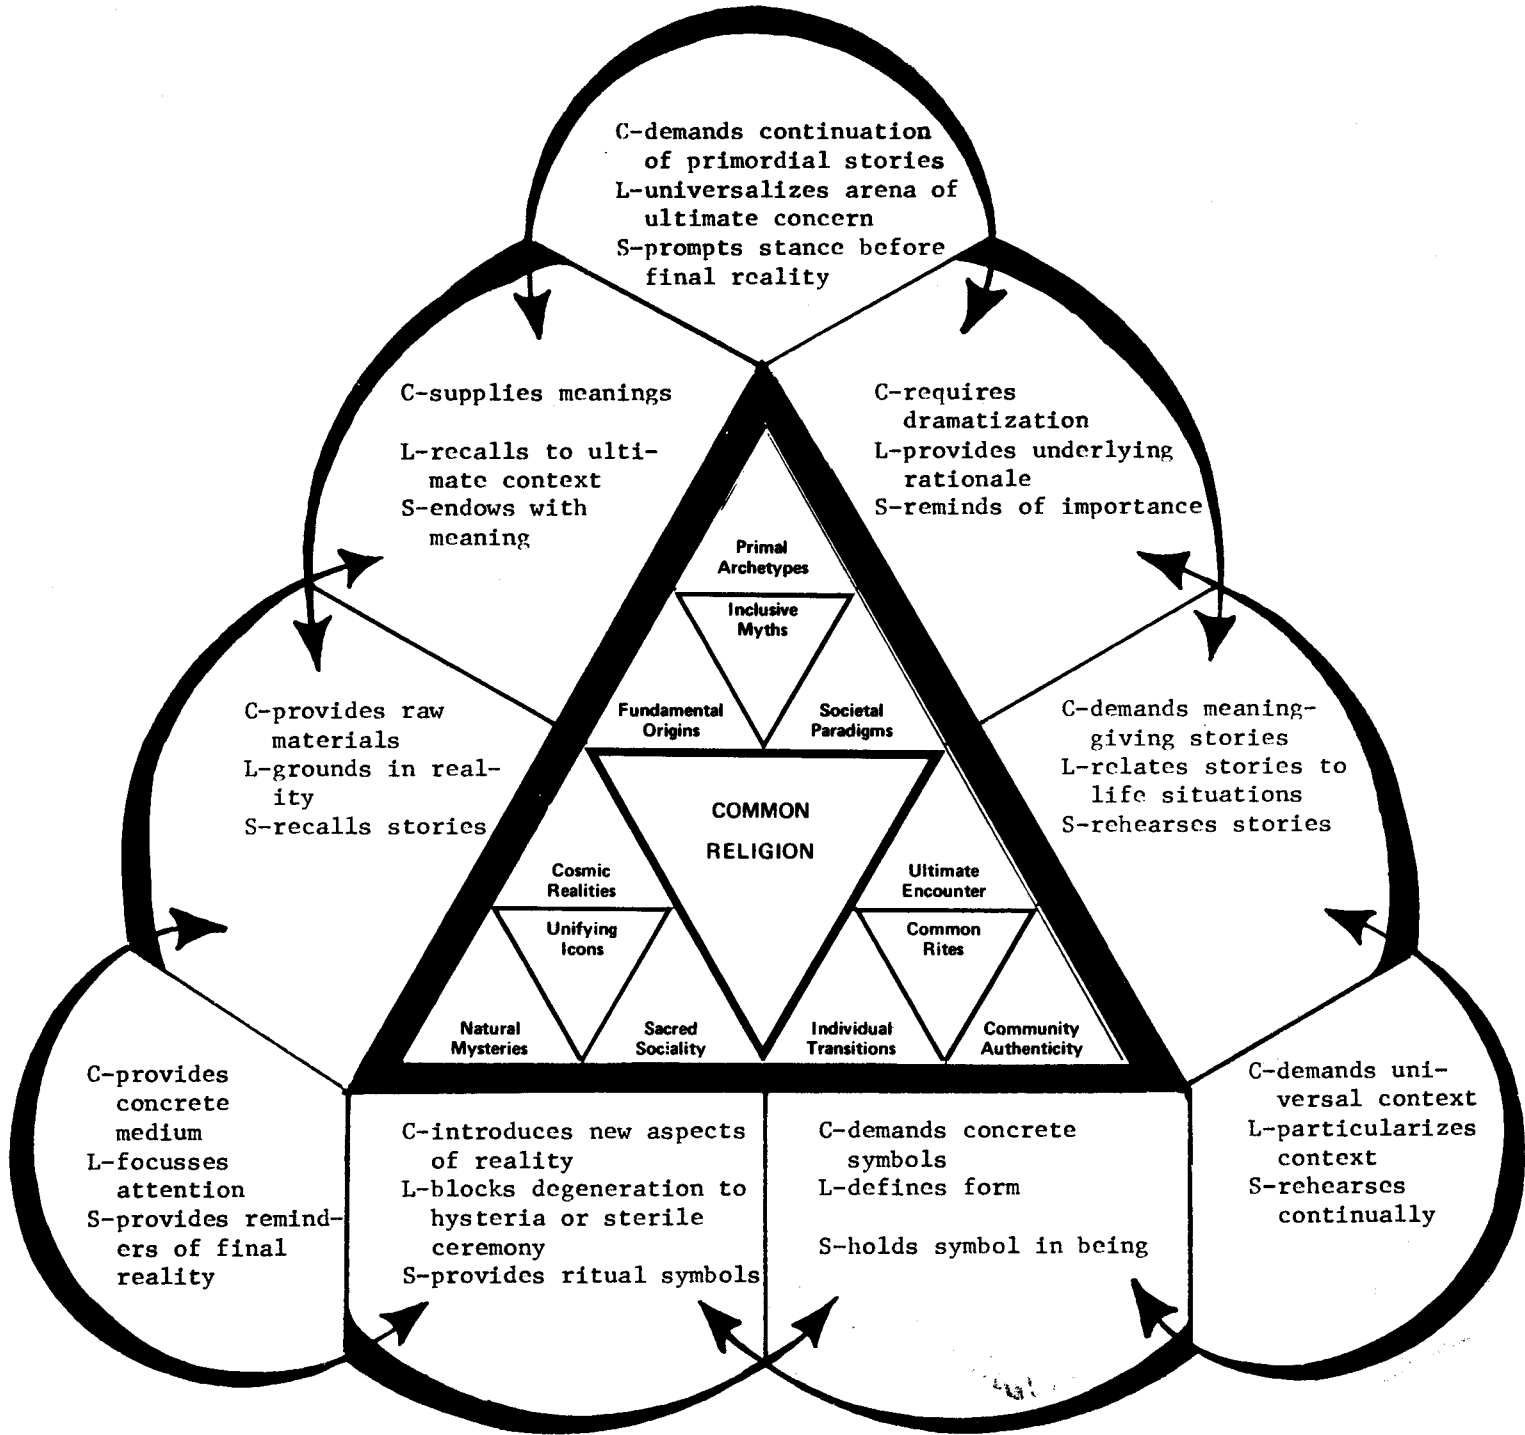 C-demands continuation
of primordial stories
L-universalizes arena of
ultimate concern
S-prompts stance before
final reality
C-supplies meanings
L-recalls to ulti-
mate context
S-endows with
meaning
C-requires
dramatization
L-provides underlying
rationale
S-reminds of importance
C-provides raw
materials
L-grounds in real-
ity
S-recalls stories
C-demands meaning-
giving stories
L-relates stories to
life situations
S-rehearses stories
Primal
Archetypes
Inclusive
Myths
Fundamental
Origins
Societal
Paradigms
COMMON
RELIGION
Cosmic
Realities
Unifying
Icons
Natural
Mysteries
Sacred
Sociality
Ultimate
Encounter
Common
Rites
Individual
Transitions
Community
Authenticity
C-provides
concrete
medium
L-focusses
attention
S-provides remind-
ers of final
reality
C-introduces new aspects
of reality
L-blocks degeneration to
hysteria or sterile
ceremony
S-provides ritual symbols
C-demands concrete
symbols
L-defines form
S-holds symbol in being
C-demands uni-
versal context
L-particularizes
context
S-rehearses
continually